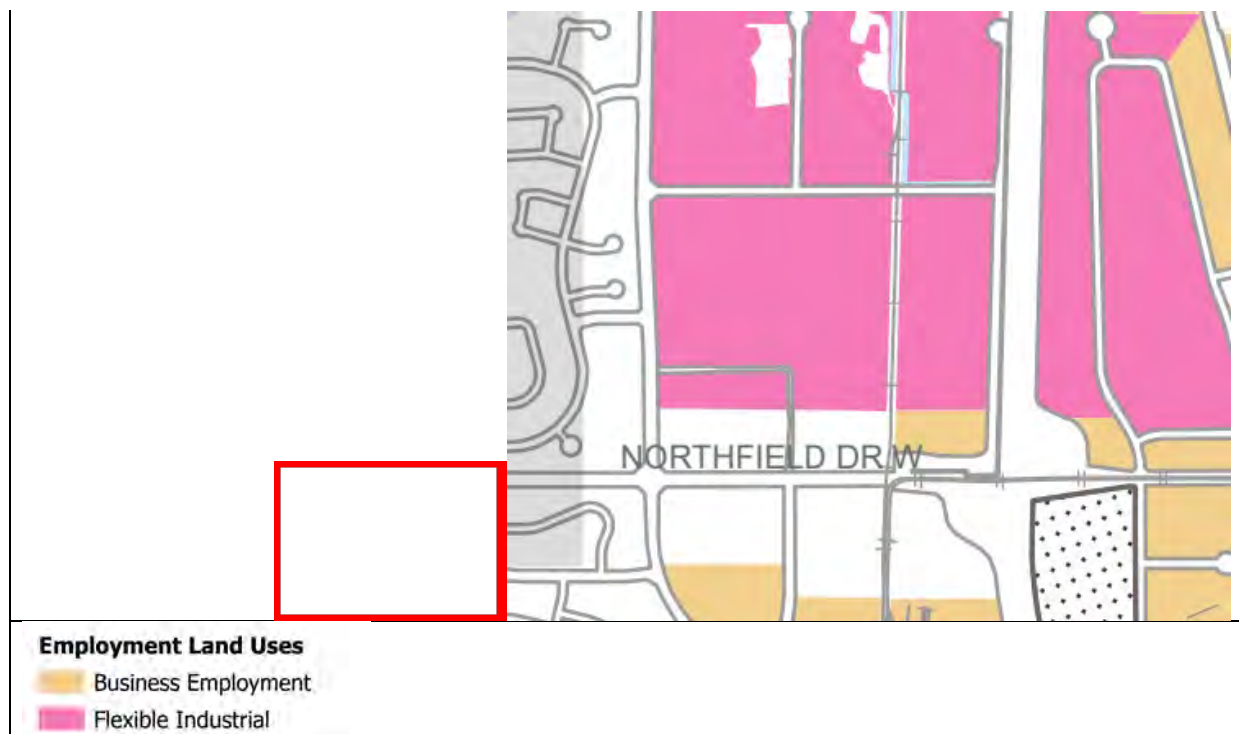 NORTHFIELD DR W
Employment Land Uses
Business Employment
Flexible Industrial